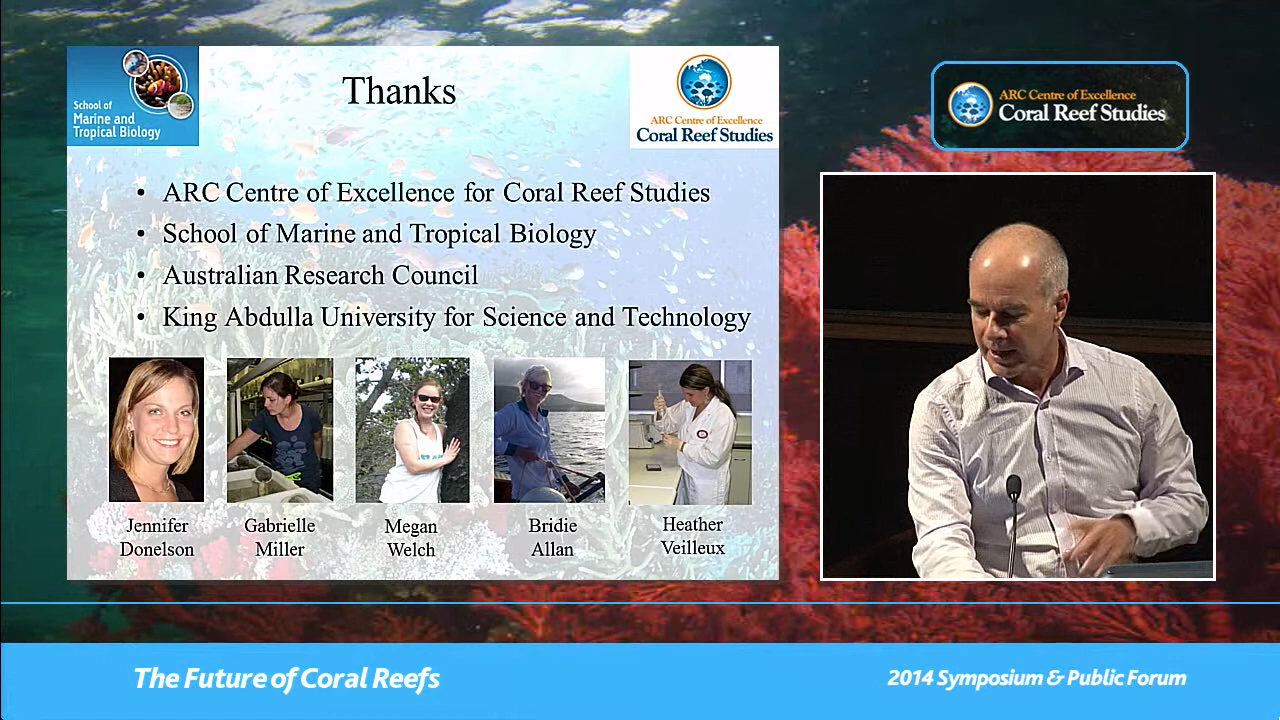 School of
Marine and
Tropical Biology
Thanks
ARC Centre of Excellence
Coral Reef Studies
• ARC Centre of Excellence for Coral Reef Studies
• School of Marine and Tropical Biology
• Australian Research Council
• King Abdulla University for Science and Technology
Jennifer
Donelson
Gabrielle
Miller
Megan
Welch
Bridie
Allan
Heather
Veilleux
ARC Centre of Excellence
Coral Reef Studies
The Future of Coral Reefs
2014 Symposium & Public Forum